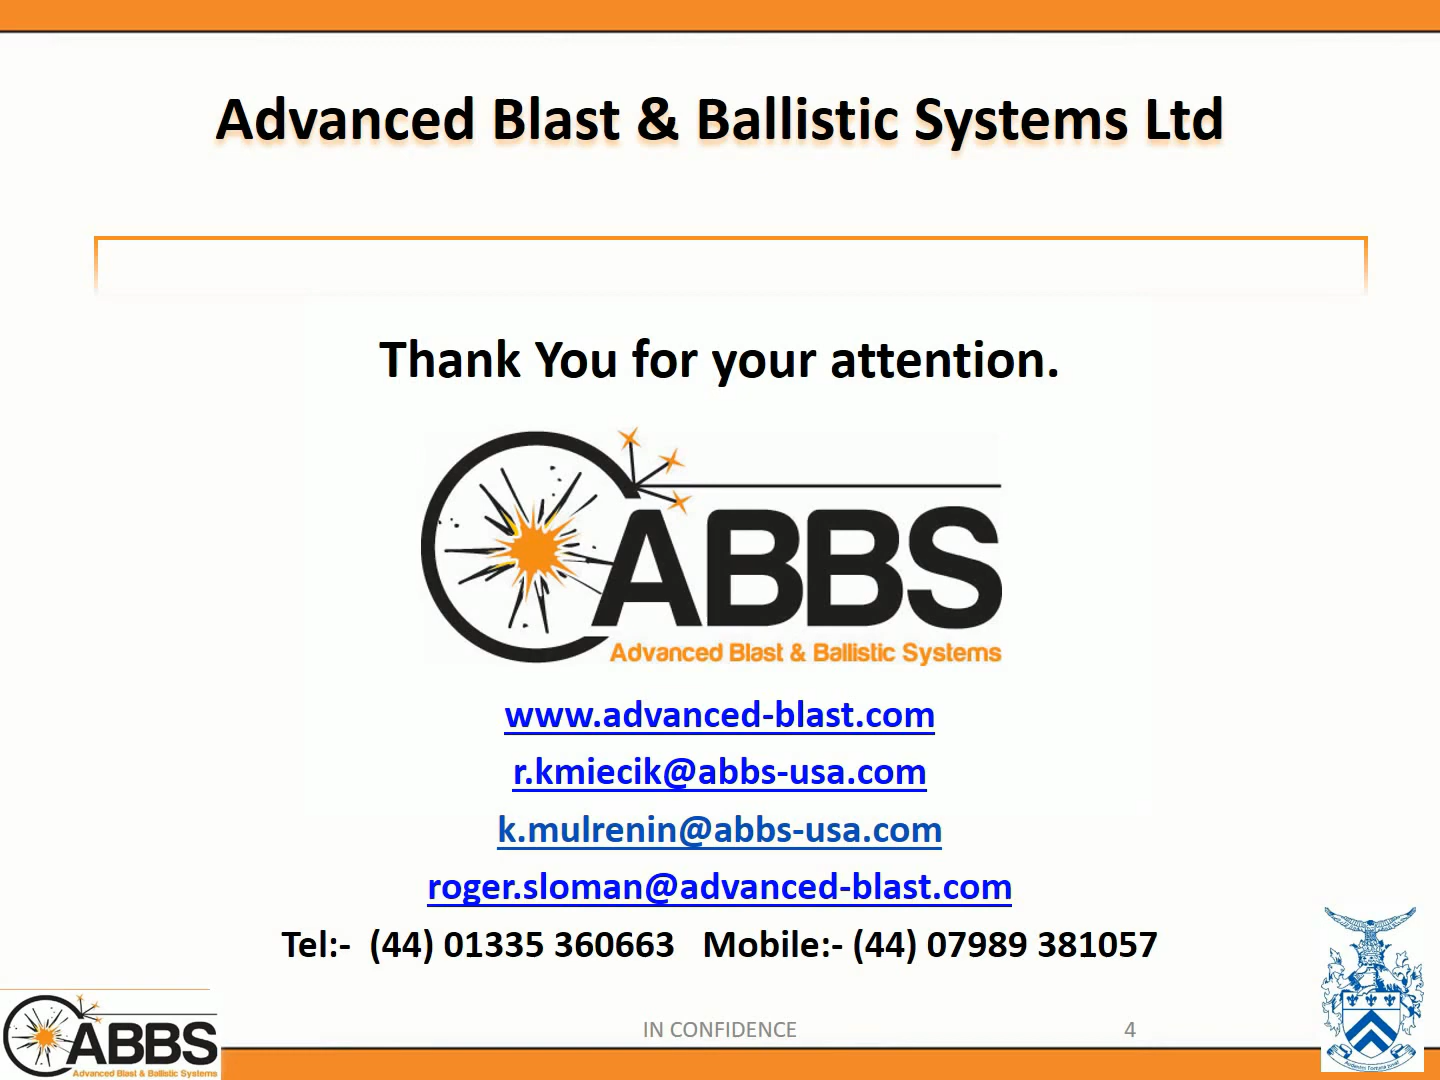 Advanced Blast & Ballistic Systems Ltd
Thank You for your attention.
ABBS
Advanced Blast & Ballistic Systems
www.advanced-blast.com
r.kmiecik@abbs-usa.com
k.mulrenin@abbs-usa.com
roger.sloman@advanced-blast.com
Tel:-  (44) 01335 360663   Mobile:- (44) 07989 381057
ABBS
Advanced Blast & Ballistic Systems
IN CONFIDENCE
4